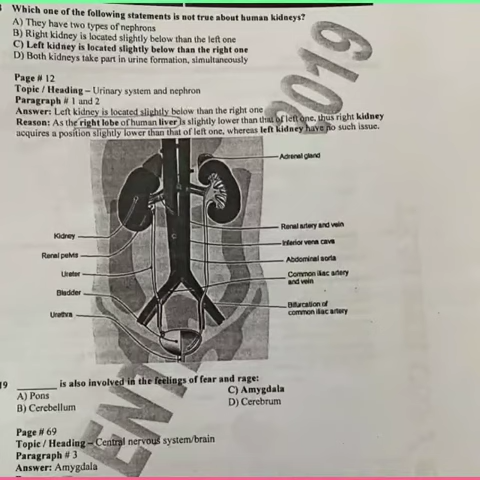 Which one of the following statements is not true about human kidneys?
A) They have two types of nephrons
B) Right kidney is located slightly below than the left one
C) Left kidney is located slightly below than the right one
D) Both kidneys take part in urine formation, simultaneously
Page # 12
Topic / Heading – Urinary system and nephron
Paragraph # 1 and 2
Answer: Left kidney is located slightly below than the right one
Reason: As the right lobe of human liver is slightly lower than that of left one, thus right kidney
acquires a position slightly lower than that of left one, whereas left kidney have no such issue.
Adrenal gland
Kidney
Renal pelvis
Ureter
Bladder
Urethra
Renal artery and vein
Inferior vena cava
Abdominal aorta
Common iliac artery
and vein
Bifurcation of
common iliac artery
19 ______ is also involved in the feelings of fear and rage:
A) Pons
C) Amygdala
B) Cerebellum
D) Cerebrum
Page # 69
Topic / Heading – Central nervous system/brain
Paragraph # 3
Answer: Amygdala
2019